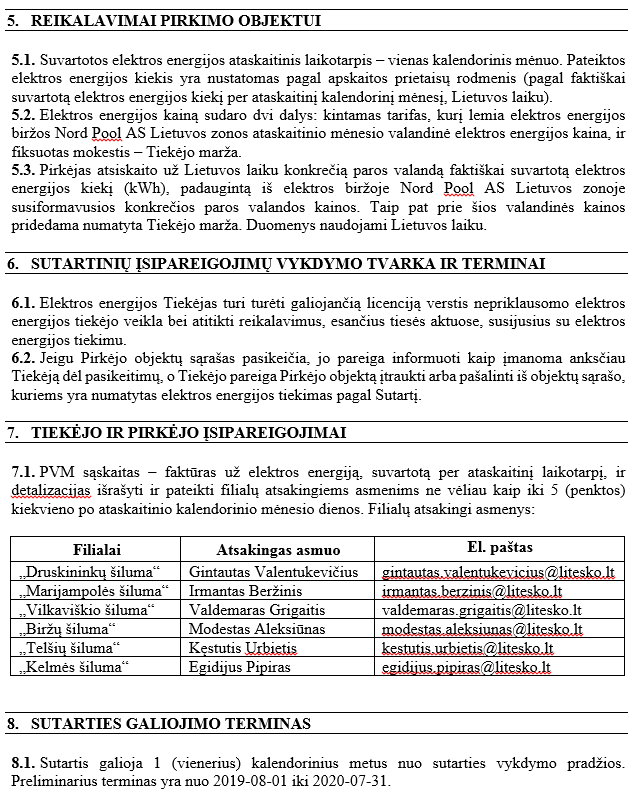 5. REIKALAVIMAI PIRKIMO OBJEKTUI
5.1. Suvartotos elektros energijos ataskaitinis laikotarpis – vienas kalendorinis mėnuo. Pateiktos
elektros energijos kiekis yra nustatomas pagal apskaitos prietaisų rodmenis (pagal faktiškai
suvartotą elektros energijos kiekį per ataskaitinį kalendorinį mėnesį, Lietuvos laiku).
5.2. Elektros energijos kainą sudaro dvi dalys: kintamas tarifas, kurį lemia elektros energijos
biržos Nord Pool AS Lietuvos zonos ataskaitinio mėnesio valandinė elektros energijos kaina, ir
fiksuotas mokestis – Tiekėjo marža.
5.3. Pirkėjas atsiskaito už Lietuvos laiku konkrečią paros valandą faktiškai suvartotą elektros
energijos kiekį (kWh), padaugintą iš elektros biržoje Nord Pool AS Lietuvos zonoje
susiformavusios konkrečios paros valandos kainos. Taip pat prie šios valandinės kainos
pridedama numatyta Tiekėjo marža. Duomenys naudojami Lietuvos laiku.
6. SUTARTINIŲ ĮSIPAREIGOJIMŲ VYKDYMO TVARKA IR TERMINAI
6.1. Elektros energijos Tiekėjas turi turėti galiojančią licenciją verstis nepriklausomo elektros
energijos tiekėjo veikla bei atitikti reikalavimus, esančius tiesės aktuose, susijusius su elektros
energijos tiekimu.
6.2. Jeigu Pirkėjo objektų sąrašas pasikeičia, jo pareiga informuoti kaip įmanoma anksčiau
Tiekėją dėl pasikeitimų, o Tiekėjo pareiga Pirkėjo objektą įtraukti arba pašalinti iš objektų sąrašo,
kuriems yra numatytas elektros energijos tiekimas pagal Sutartį.
7. TIEKĖJO IR PIRKĖJO ĮSIPAREIGOJIMAI
7.1. PVM sąskaitas – faktūras už elektros energiją, suvartotą per ataskaitinį laikotarpį, ir
detalizacijas išrašyti ir pateikti filialų atsakingiems asmenims ne vėliau kaip iki 5 (penktos)
kiekvieno po ataskaitinio kalendorinio mėnesio dienos. Filialų atsakingi asmenys:
Filialai Atsakingas asmuo El. paštas
„Druskininkų šiluma“ Gintautas Valentukevičius gintautas.valentukevicius@litesko.lt
„Marijampolės šiluma“ Irmantas Beržinis irmantas.berzinis@litesko.lt
„Vilkaviškio šiluma“ Valdemaras Grigaitis valdemaras.grigaitis@litesko.lt
„Biržų šiluma“ Modestas Aleksiūnas modestas.aleksiunas@litesko.lt
„Telšių šiluma“ Kęstutis Urbietis kestutis.urbietis@litesko.lt
„Kelmės šiluma“ Egidijus Pipiras egidijus.pipiras@litesko.lt
8. SUTARTIES GALIOJIMO TERMINAS
8.1. Sutartis galioja 1 (vienerius) kalendorinius metus nuo sutarties vykdymo pradžios.
Preliminarius terminas yra nuo 2019-08-01 iki 2020-07-31.